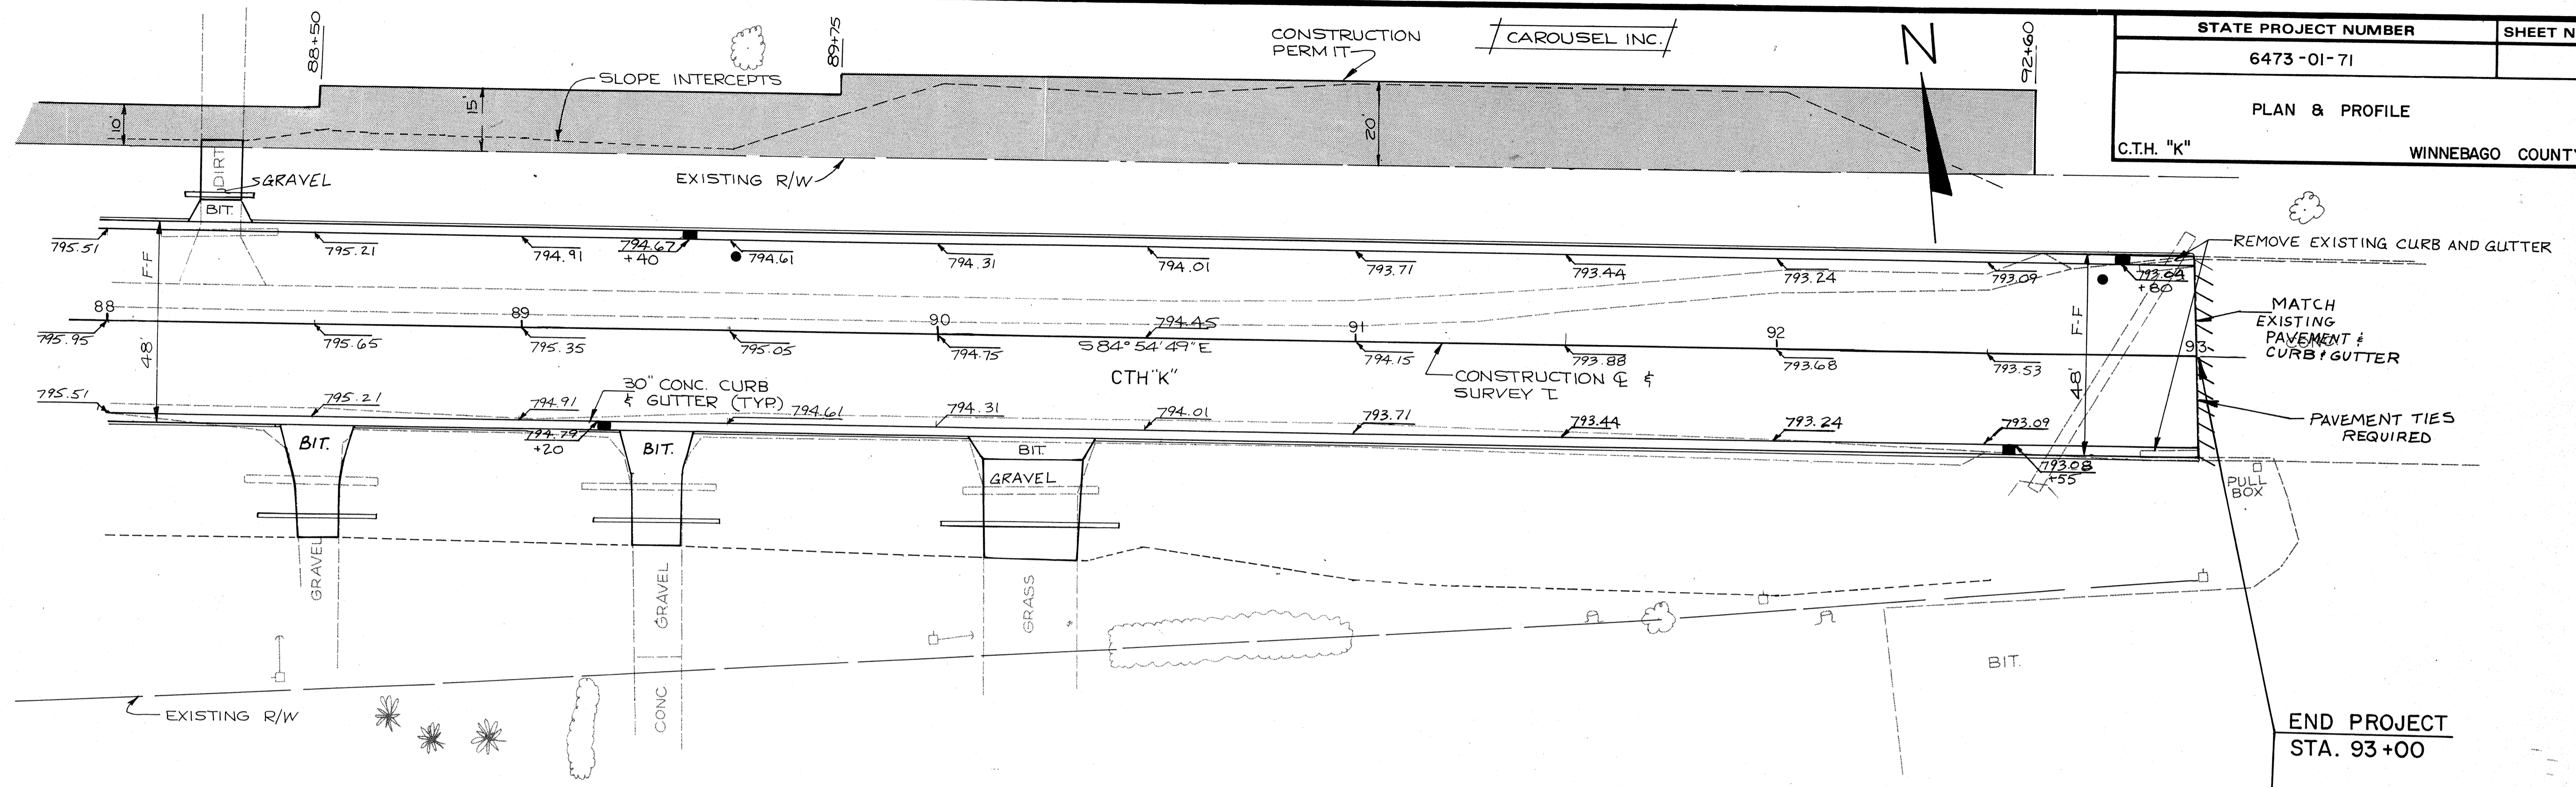 STATE PROJECT NUMBER
SHEET N
6473-01-71
PLAN & PROFILE
C.T.H. "K"
WINNEBAGO COUNTY
88+50
89+75
92+60
CONSTRUCTION
PERMIT
CAROUSEL INC.
N
SLOPE INTERCEPTS
10'
15'
20'
EXISTING R/W
DIRT
GRAVEL
BIT.
795.51
795.21
794.91
794.67
+40
794.61
794.31
794.01
793.71
793.44
793.24
793.09
793.04
+80
REMOVE EXISTING CURB AND GUTTER
F-F
48'
F-F
48'
88
89
90
91
92
93
795.95
795.65
795.35
795.05
794.75
794.45
794.15
793.88
793.68
793.53
S84°54'49"E
CTH "K"
CONSTRUCTION ℄ &
SURVEY
MATCH
EXISTING
PAVEMENT &
CURB & GUTTER
PAVEMENT TIES
REQUIRED
30" CONC. CURB
& GUTTER (TYP.)
795.51
795.21
794.91
794.79
+20
794.61
794.31
794.01
793.71
793.44
793.24
793.09
793.08
+55
BIT.
BIT.
BIT.
GRAVEL
PULL
BOX
GRAVEL
GRAVEL
CONC
GRASS
BIT.
EXISTING R/W
END PROJECT
STA. 93+00